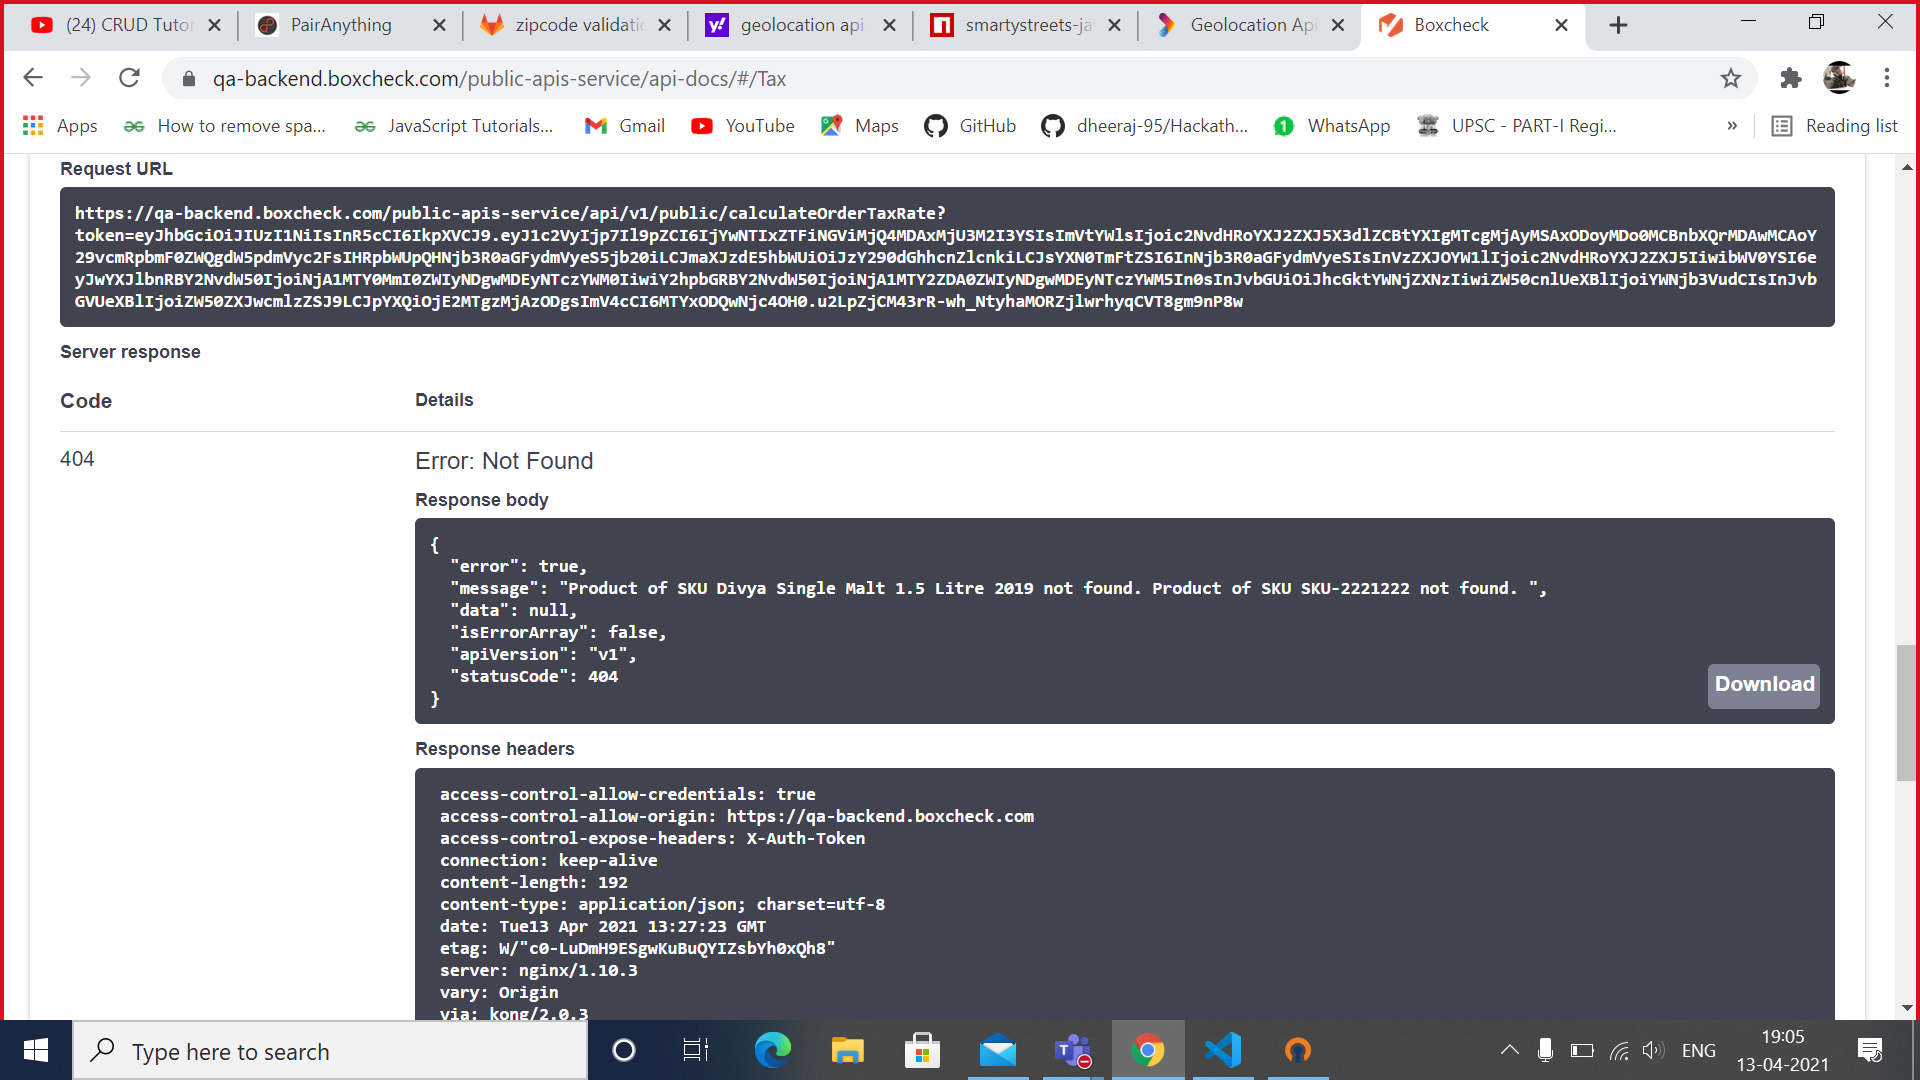 (24) CRUD Tutor
PairAnything
zipcode validati
geolocation api
smartystreets-ja
Geolocation Api
Boxcheck
qa-backend.boxcheck.com/public-apis-service/api-docs/#/Tax
Apps
How to remove spa...
JavaScript Tutorials...
Gmail
YouTube
Maps
GitHub
dheeraj-95/Hackath...
WhatsApp
UPSC - PART-I Regi...
»
Reading list
Request URL
https://qa-backend.boxcheck.com/public-apis-service/api/v1/public/calculateOrderTaxRate?
Server response
Code
Details
404
Error: Not Found
Response body
{
"error": true,
"message": "Product of SKU Divya Single Malt 1.5 Litre 2019 not found. Product of SKU SKU-2221222 not found. ",
"data": null,
"isErrorArray": false,
"apiVersion": "v1",
"statusCode": 404
}
Download
Response headers
access-control-allow-credentials: true
access-control-allow-origin: https://qa-backend.boxcheck.com
access-control-expose-headers: X-Auth-Token
connection: keep-alive
content-length: 192
content-type: application/json; charset=utf-8
date: Tue13 Apr 2021 13:27:23 GMT
etag: W/"c0-LuDmH9ESgwKuBuQYIZsbYh0xQh8"
server: nginx/1.10.3
vary: Origin
via: kong/2.0.3
Type here to search
ENG
19:05
13-04-2021